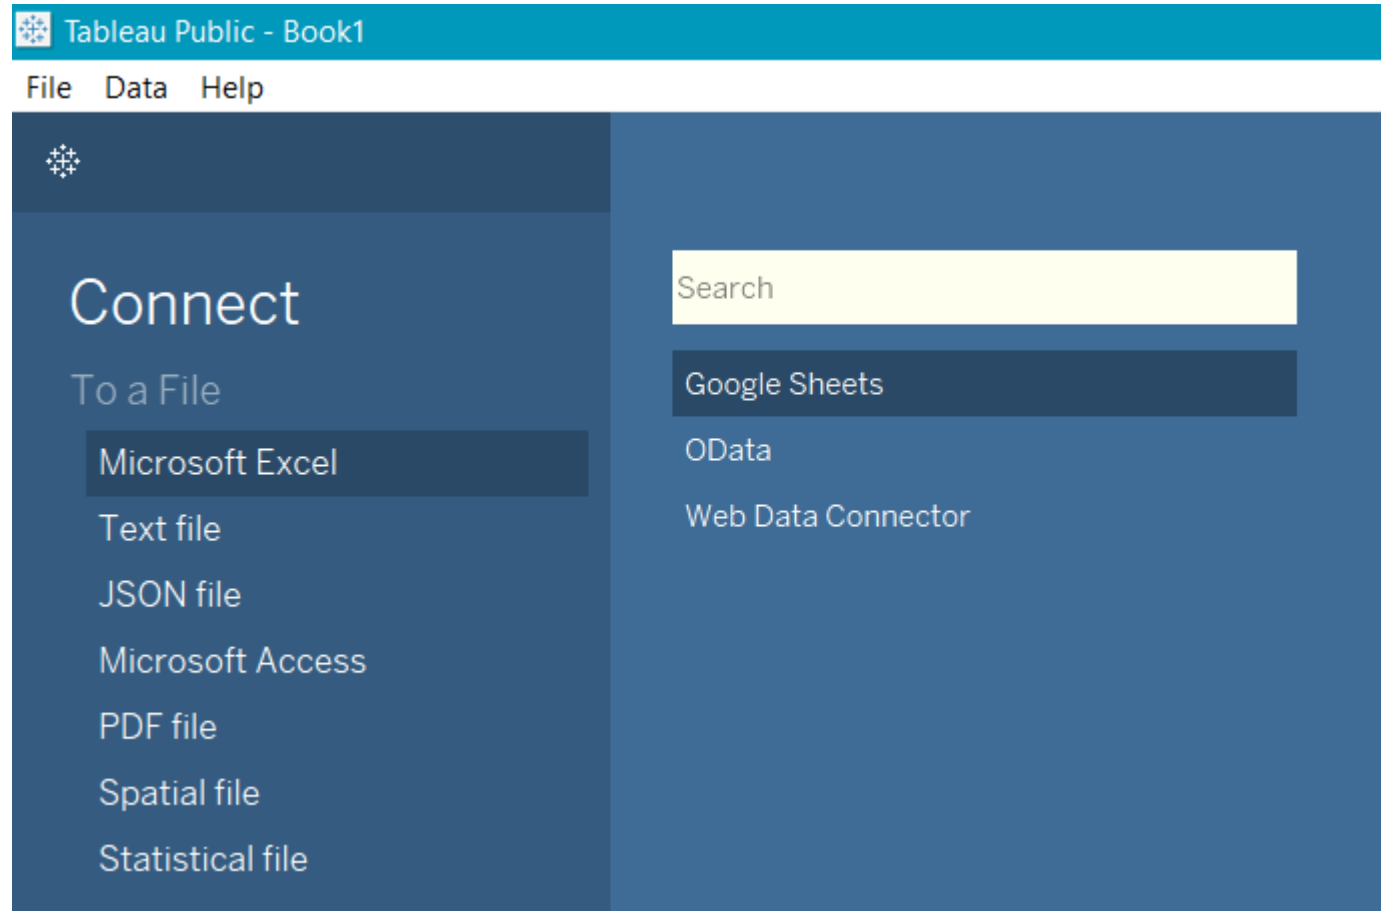 Tableau Public - Book1
File Data Help
Connect
To a File
Microsoft Excel
Text file
JSON file
Microsoft Access
PDF file
Spatial file
Statistical file
Search
Google Sheets
OData
Web Data Connector